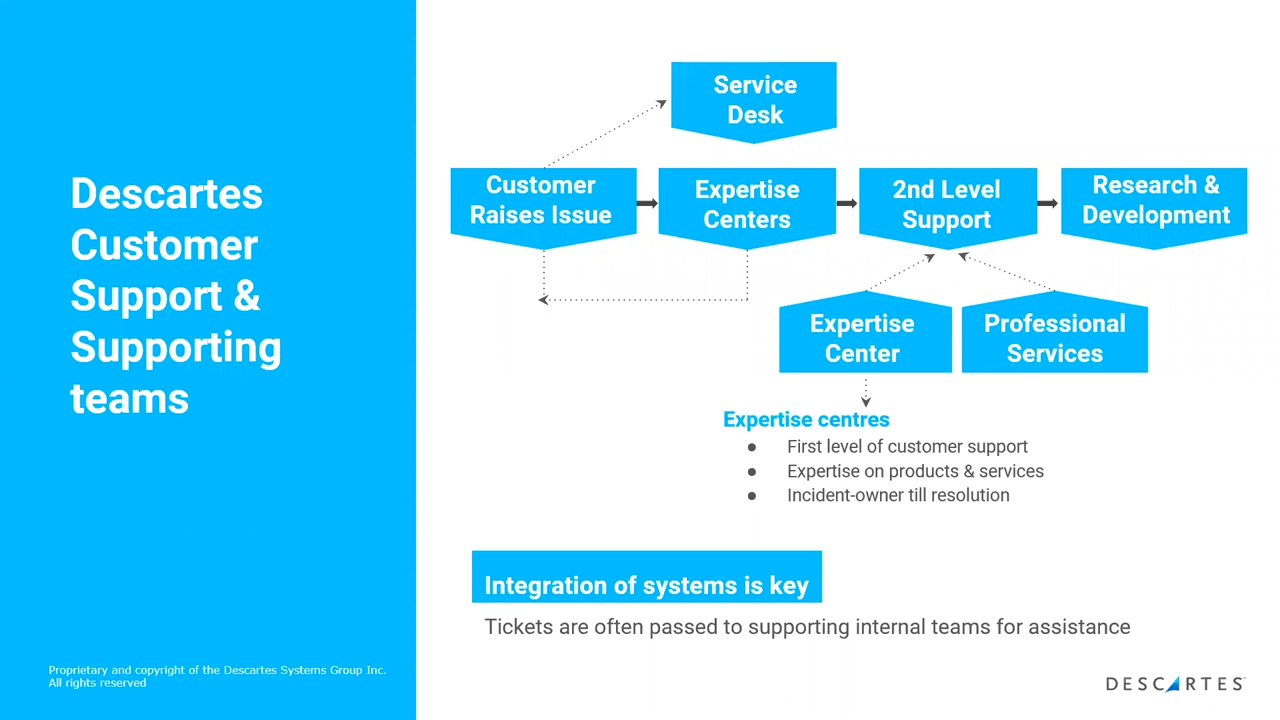 Descartes
Customer
Support &
Supporting
teams
Proprietary and copyright of the Descartes Systems Group Inc.
All rights reserved
Service
Desk
Customer
Raises Issue
Expertise
Centers
2nd Level
Support
Research &
Development
Expertise
Center
Professional
Services
Expertise centres
● First level of customer support
● Expertise on products & services
● Incident-owner till resolution
Integration of systems is key
Tickets are often passed to supporting internal teams for assistance
DESCARTES